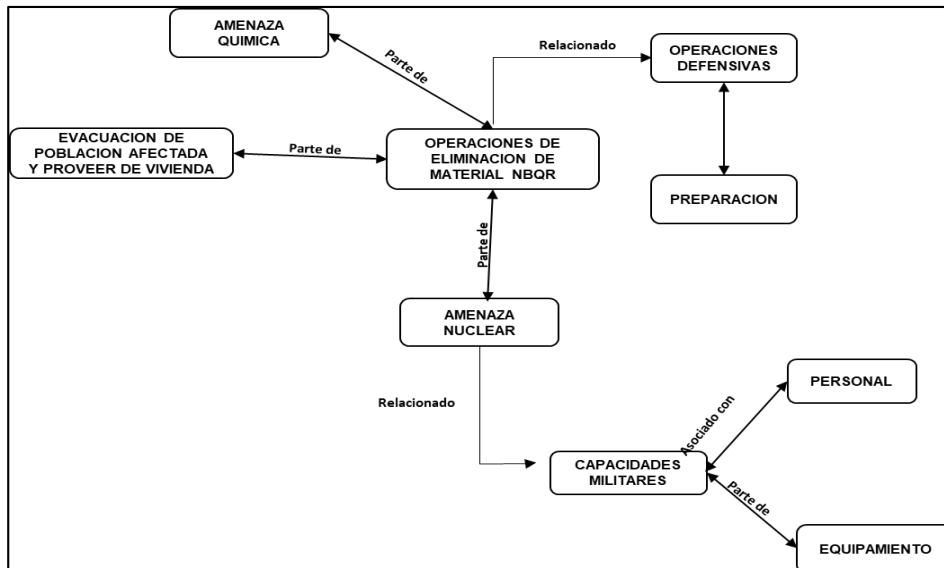 AMENAZA
QUIMICA
Parte de
Relacionado
OPERACIONES
DEFENSIVAS
EVACUACION DE
POBLACION AFECTADA
Y PROVEER DE VIVIENDA
Parte de
OPERACIONES DE
ELIMINACION DE
MATERIAL NBQR
PREPARACION
Parte de
AMENAZA
NUCLEAR
Relacionado
PERSONAL
Asociado con
CAPACIDADES
MILITARES
Parte de
EQUIPAMIENTO